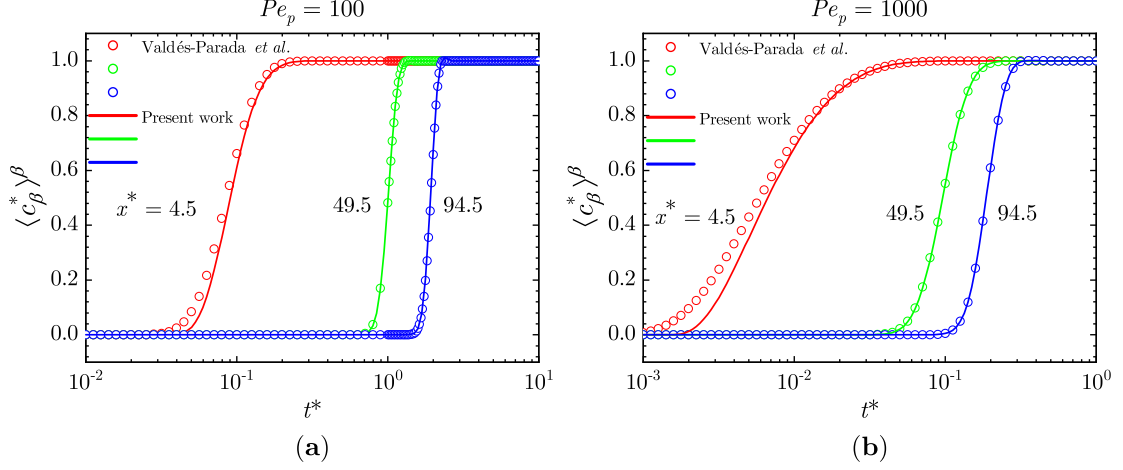 Pe_p = 100
Valdés-Parada et al.
Present work
x* = 4.5
49.5
94.5
⟨c_β^*⟩^β
1.0
0.8
0.6
0.4
0.2
0.0
10^-2
10^-1
10^0
10^1
t*
(a)
Pe_p = 1000
Valdés-Parada et al.
Present work
x* = 4.5
49.5
94.5
⟨c_β^*⟩^β
1.0
0.8
0.6
0.4
0.2
0.0
10^-3
10^-2
10^-1
10^0
t*
(b)